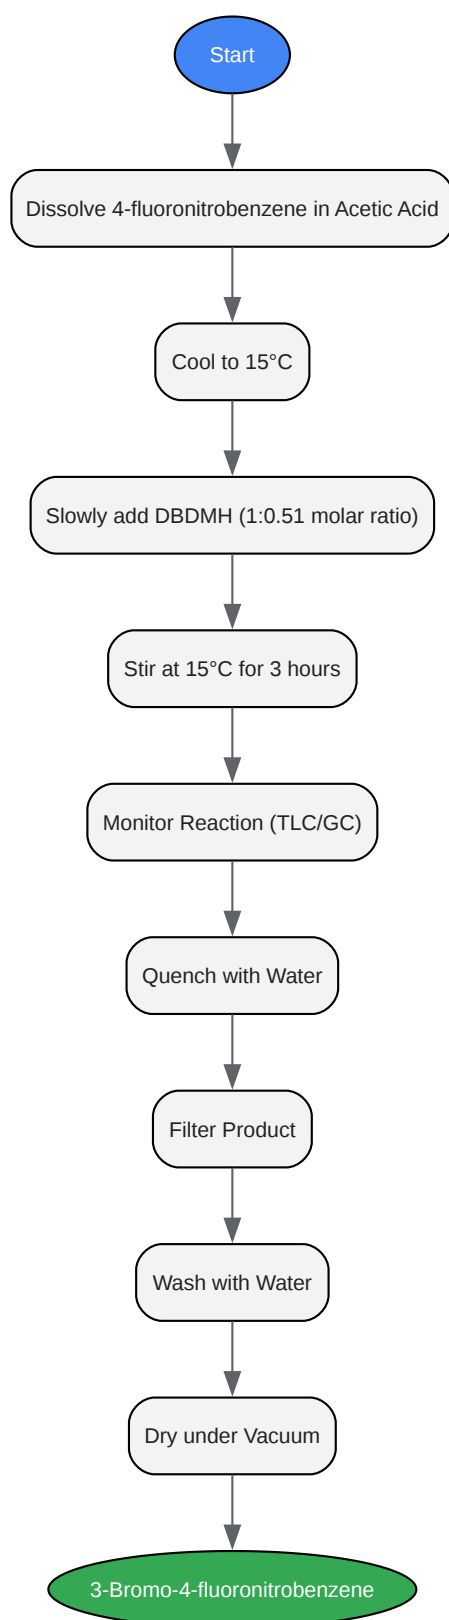 Start
Dissolve 4-fluoronitrobenzene in Acetic Acid
Cool to 15°C
Slowly add DBDMH (1:0.51 molar ratio)
Stir at 15°C for 3 hours
Monitor Reaction (TLC/GC)
Quench with Water
Filter Product
Wash with Water
Dry under Vacuum
3-Bromo-4-fluoronitrobenzene